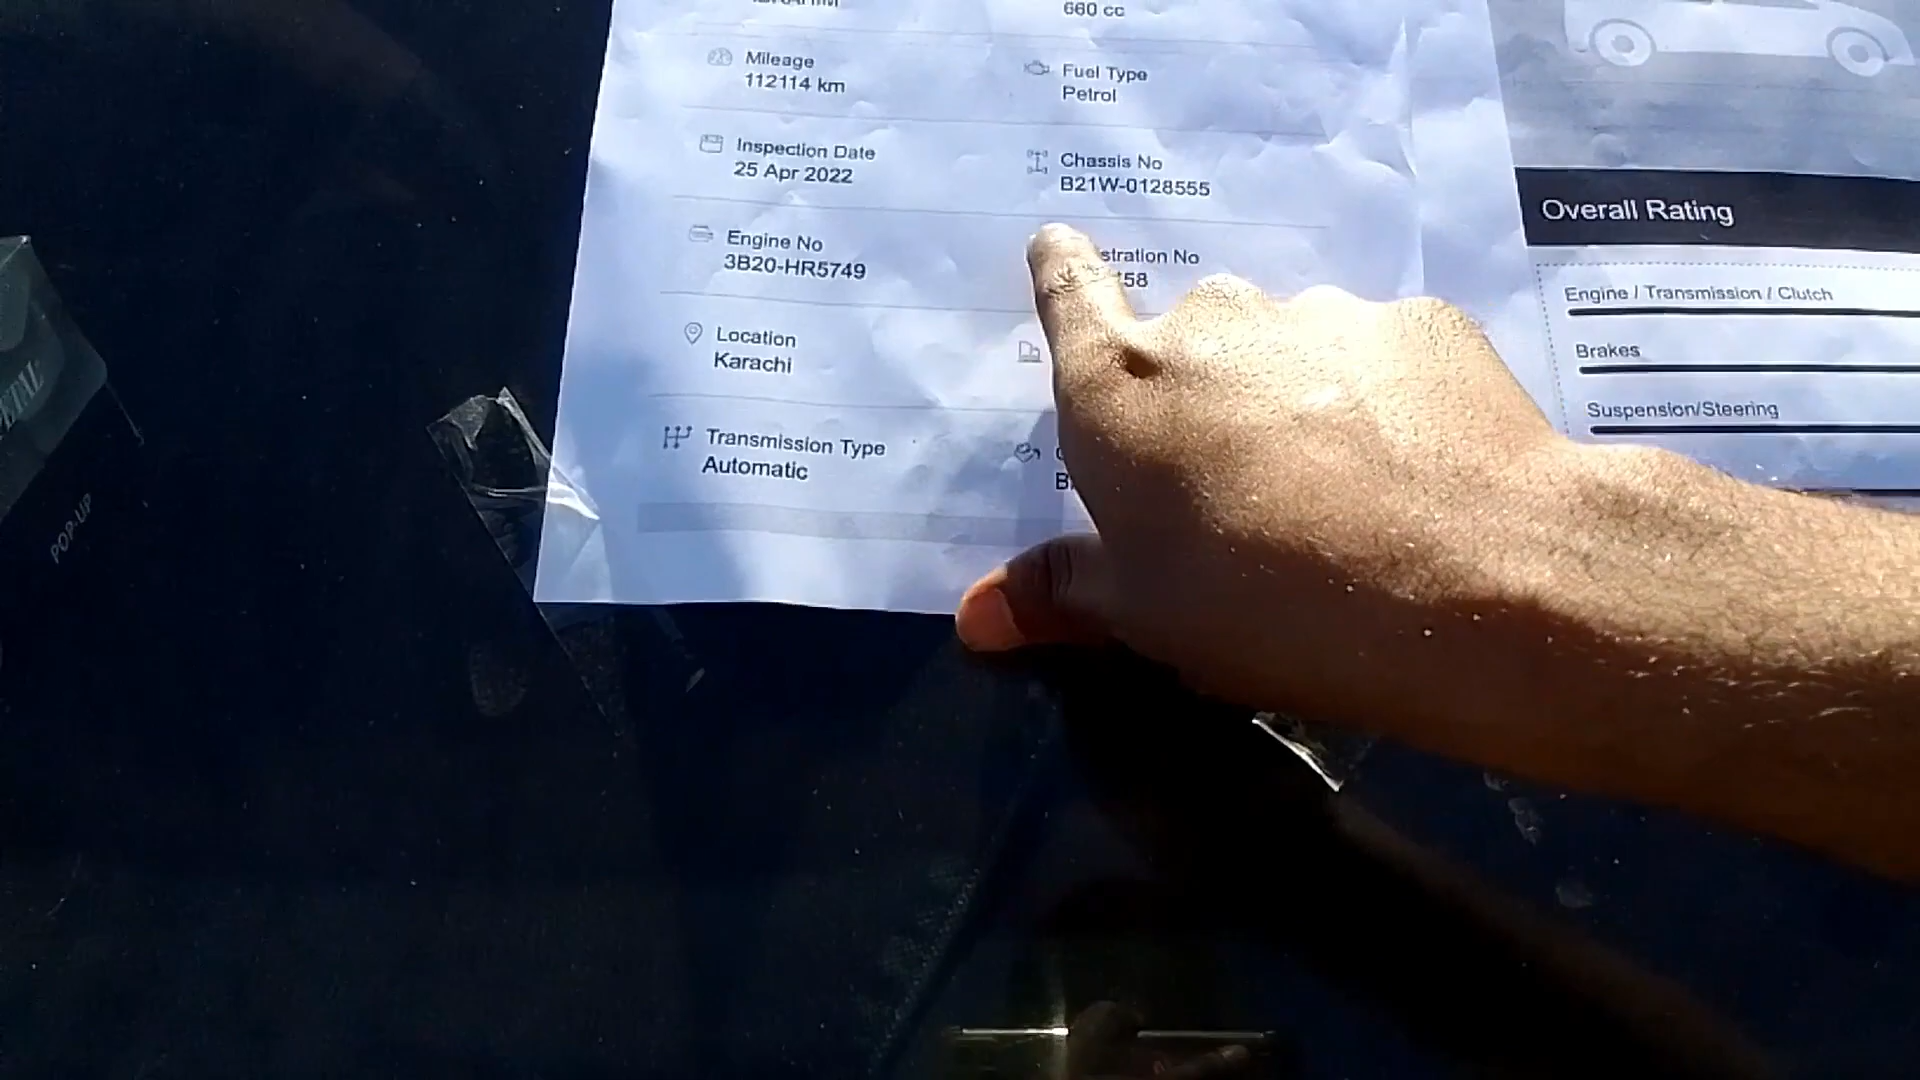 660 cc
Mileage
112114 km
Fuel Type
Petrol
Inspection Date
25 Apr 2022
Chassis No
B21W-0128555
Engine No
3B20-HR5749
stration No
58
Location
Karachi
Transmission Type
Automatic
Overall Rating
Engine / Transmission / Clutch
Brakes
Suspension/Steering
POP-UP